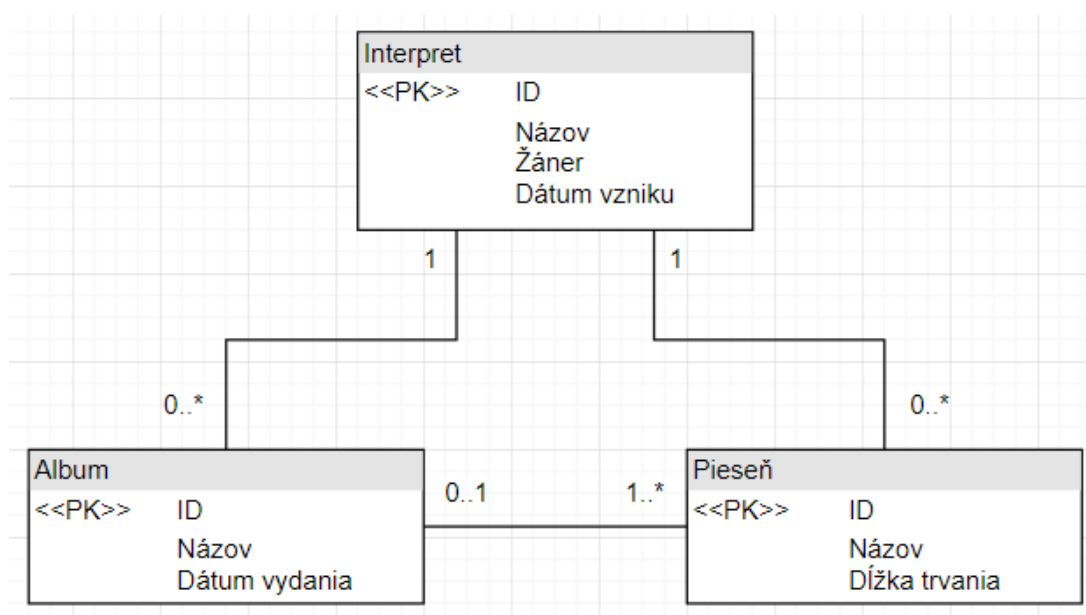 Interpret
<<PK>> ID
Názov
Žáner
Dátum vzniku
1 1
0..* 0..*
Album
<<PK>> ID
Názov
Dátum vydania
0..1 1..*
Pieseň
<<PK>> ID
Názov
Dĺžka trvania